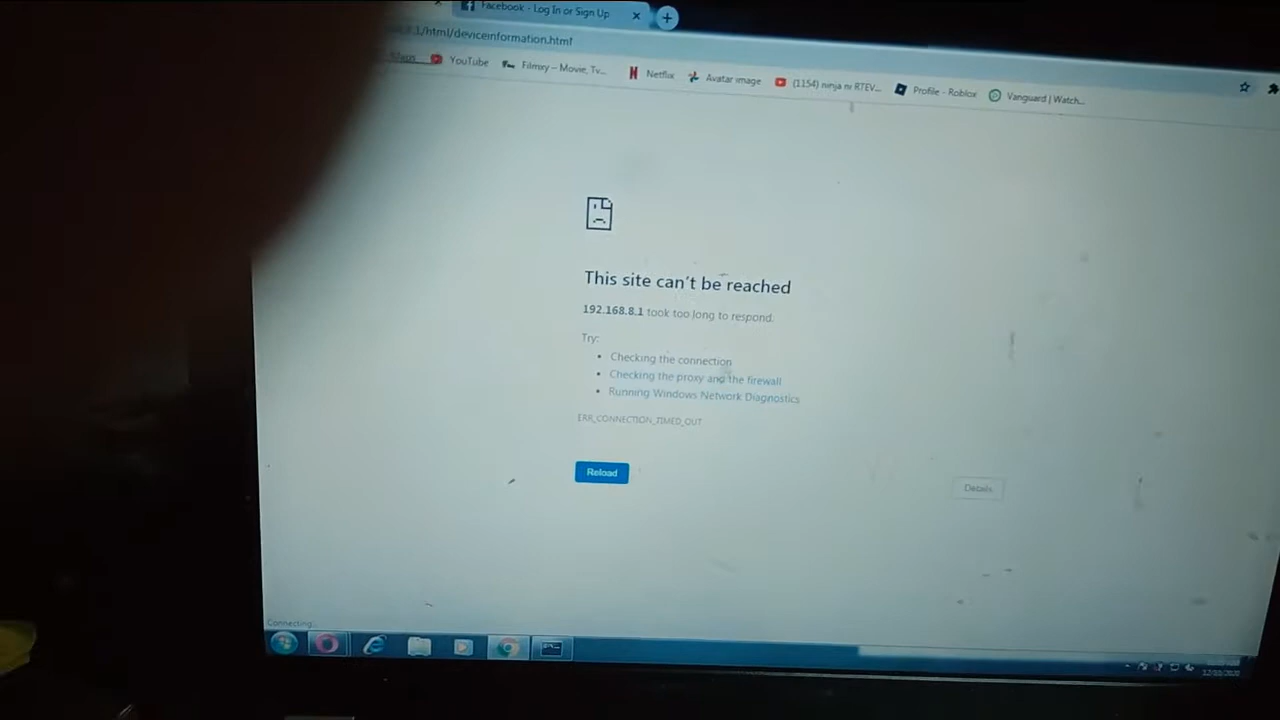 Facebook - Log In or Sign Up
.1/html/deviceinformation.html
YouTube
Filmxy – Movie, Tv...
Netflix
Avatar image
(1154) ninja ni RTEV...
Profile - Roblox
Vanguard | Watch...
This site can't be reached
192.168.8.1 took too long to respond.
Try:
• Checking the connection
• Checking the proxy and the firewall
• Running Windows Network Diagnostics
ERR_CONNECTION_TIMED_OUT
Reload
Details
Connecting...